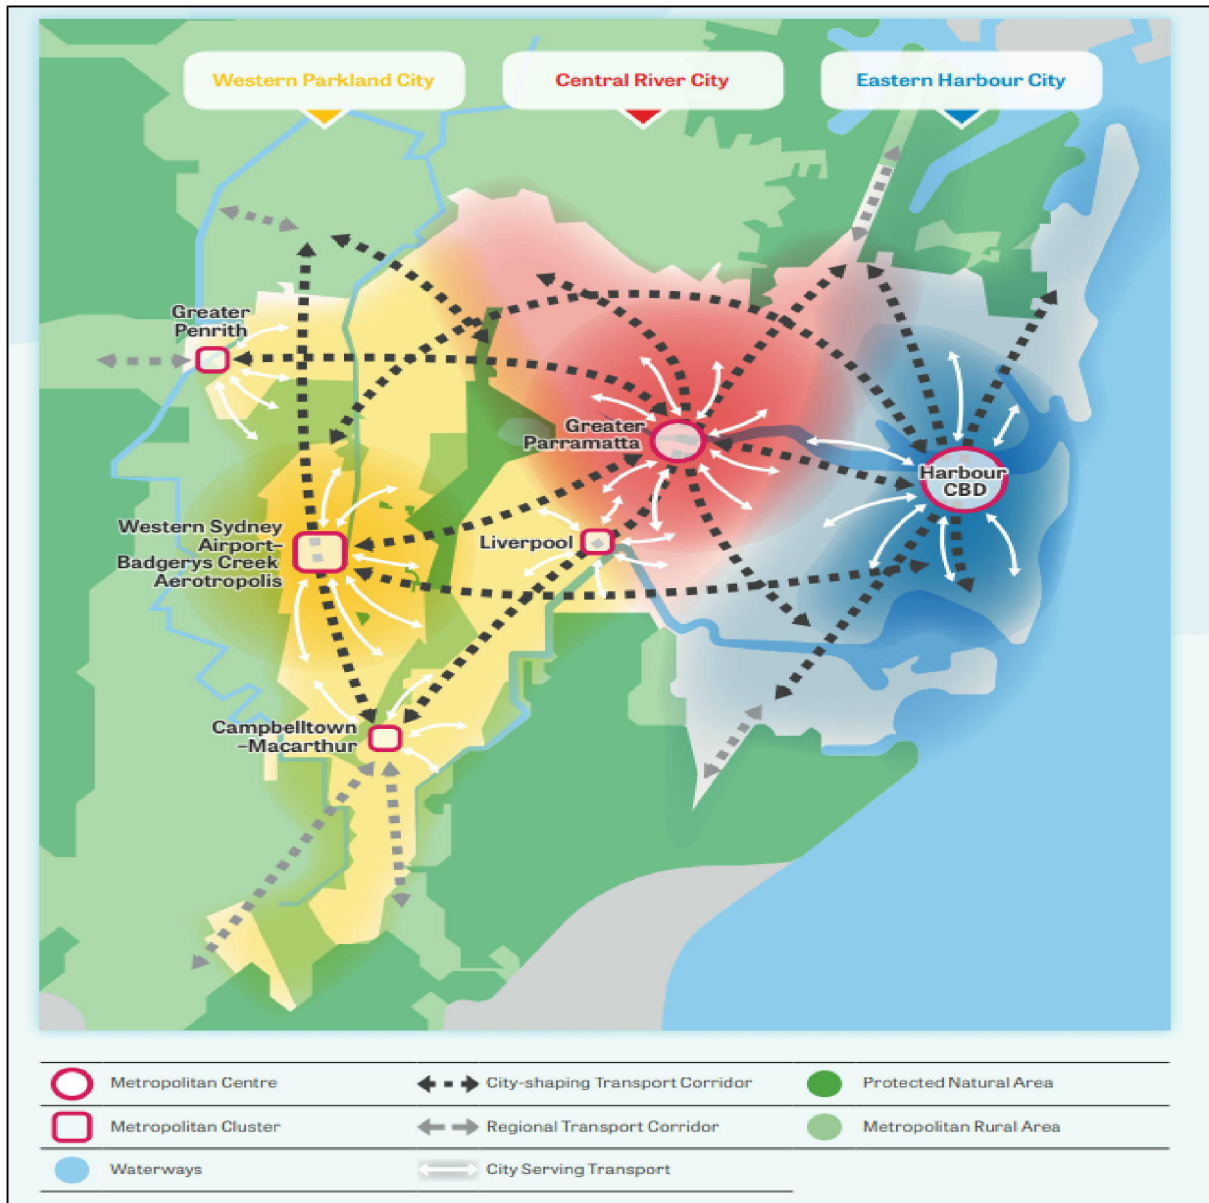 Western Parkland City
Central River City
Eastern Harbour City
Greater
Penrith
Greater
Parramatta
Harbour
CBD
Western Sydney
Airport–
Badgerys Creek
Aerotropolis
Liverpool
Campbelltown
–Macarthur
Metropolitan Centre
City-shaping Transport Corridor
Protected Natural Area
Metropolitan Cluster
Regional Transport Corridor
Metropolitan Rural Area
Waterways
City Serving Transport